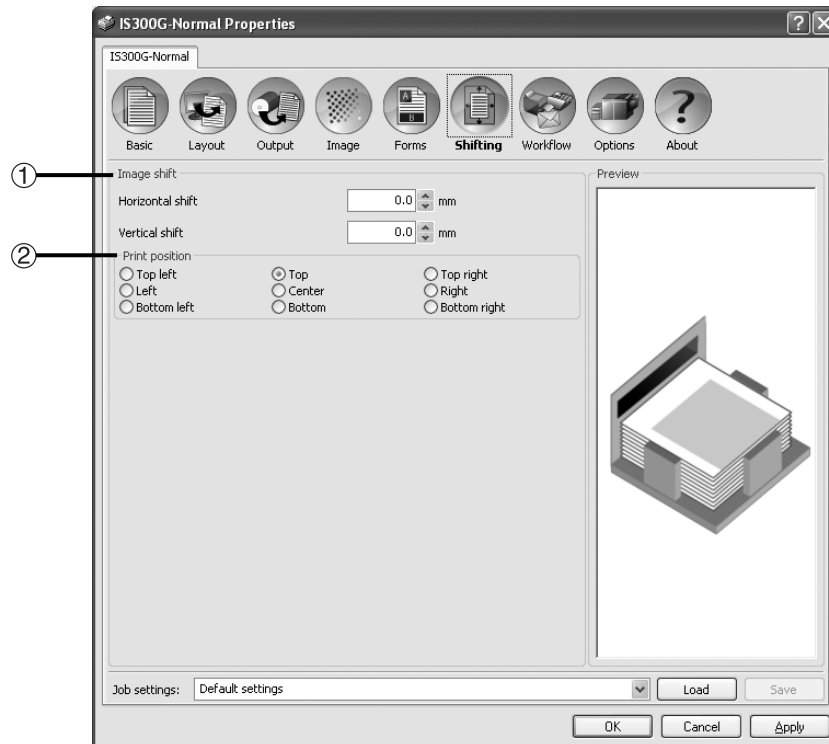 IS300G-Normal Properties
IS300G-Normal
Basic Layout Output Image Forms Shifting Workflow Options About
① Image shift
Horizontal shift 0.0 mm
Vertical shift 0.0 mm
② Print position
Top left Top Top right
Left Center Right
Bottom left Bottom Bottom right
Preview
A
B
Job settings: Default settings Load Save
OK Cancel Apply